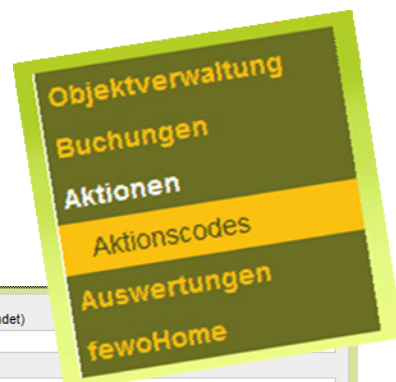 Objektverwaltung
Buchungen
Aktionen
Aktionscodes
Auswertungen
fewoHome